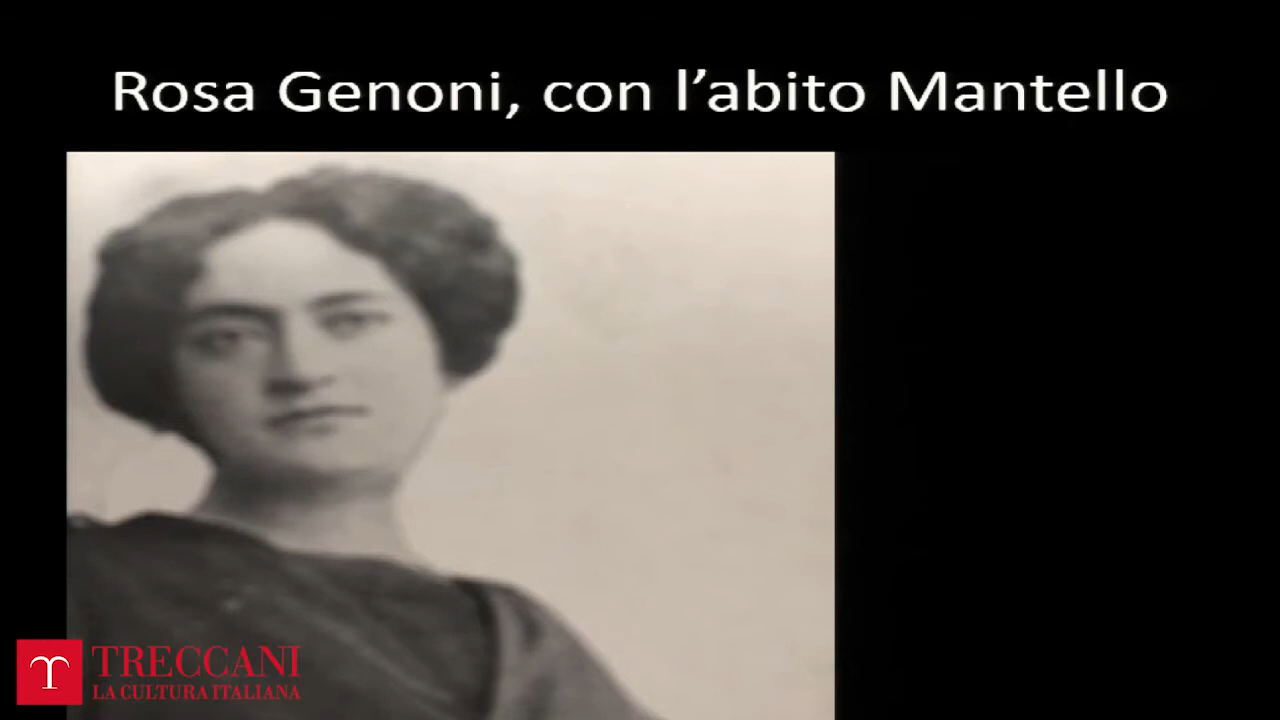 Rosa Genoni, con l’abito Mantello
TRECCANI
LA CULTURA ITALIANA